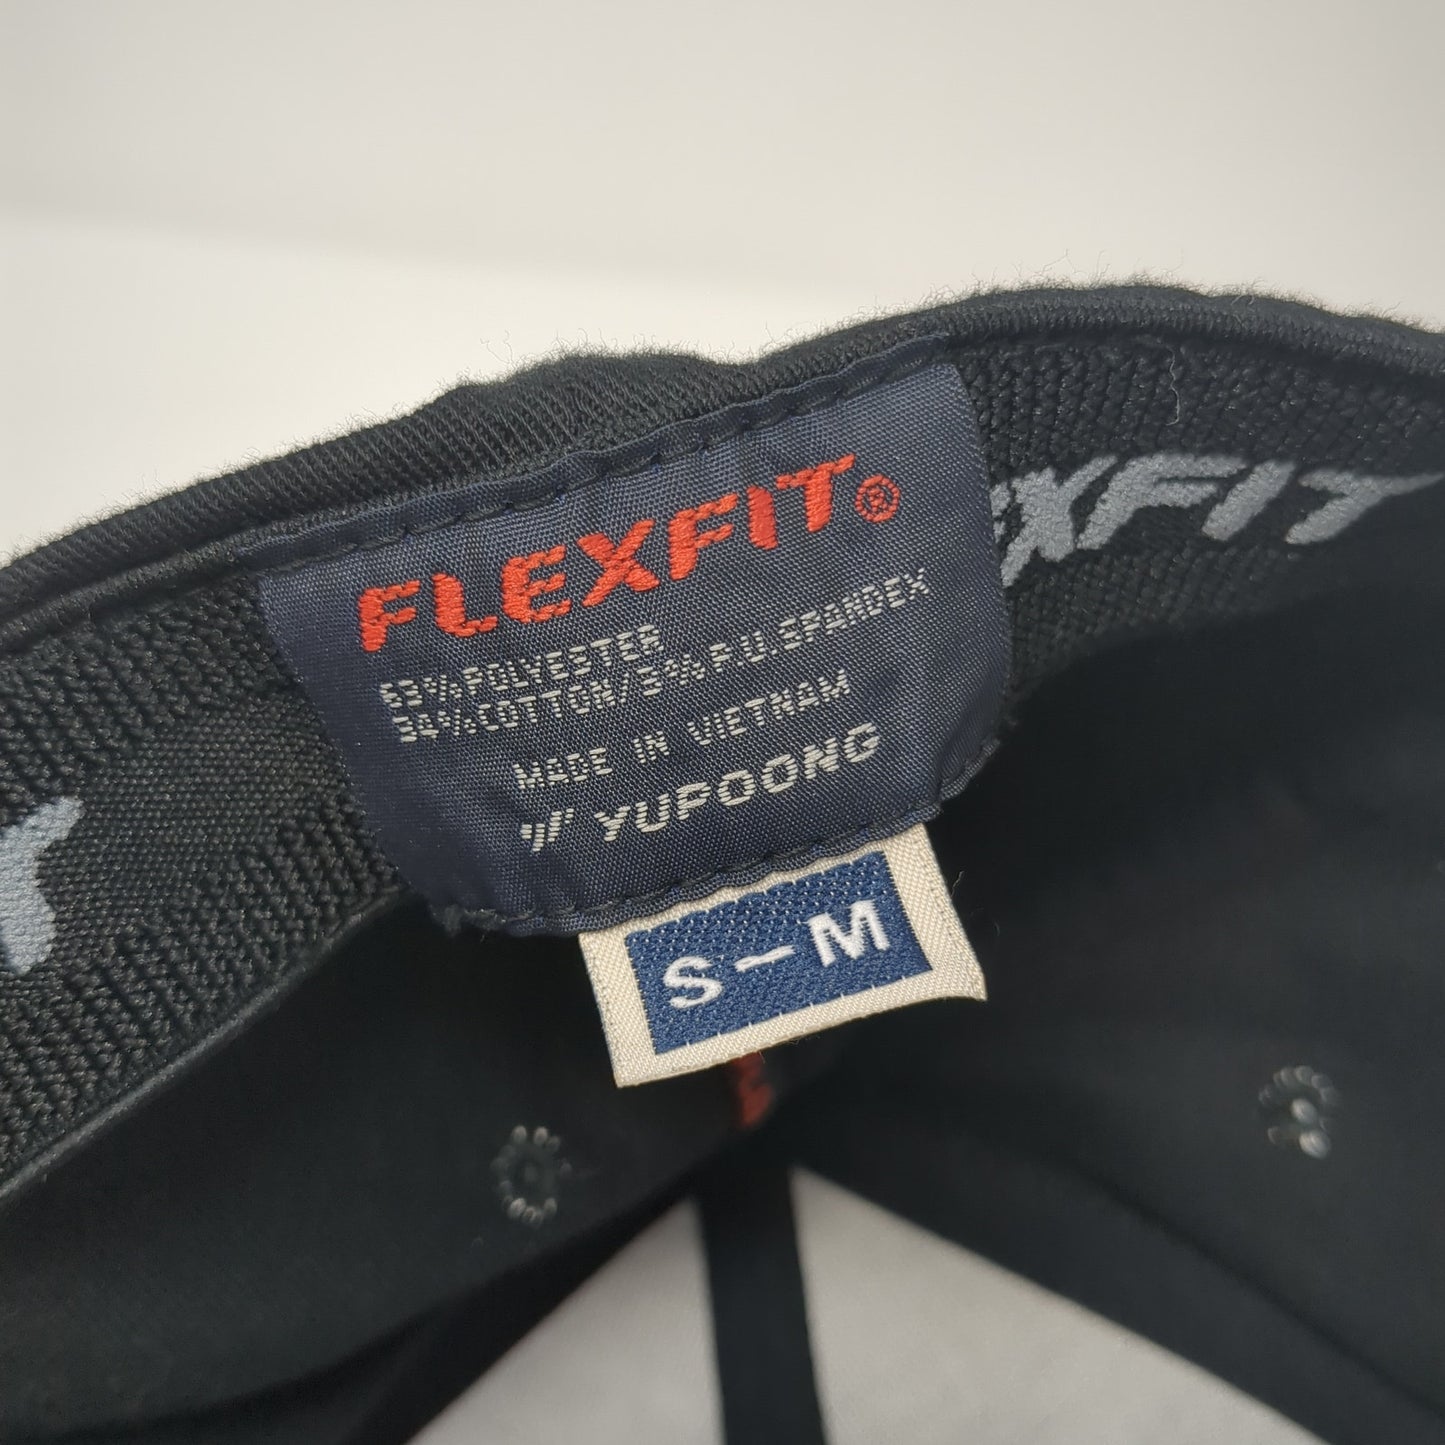 FLEXFIT®
63% POLYESTER
34% COTTON/3% P.U.SPANDEX
MADE IN VIETNAM
YUPOONG
S-M
EXFIT
T